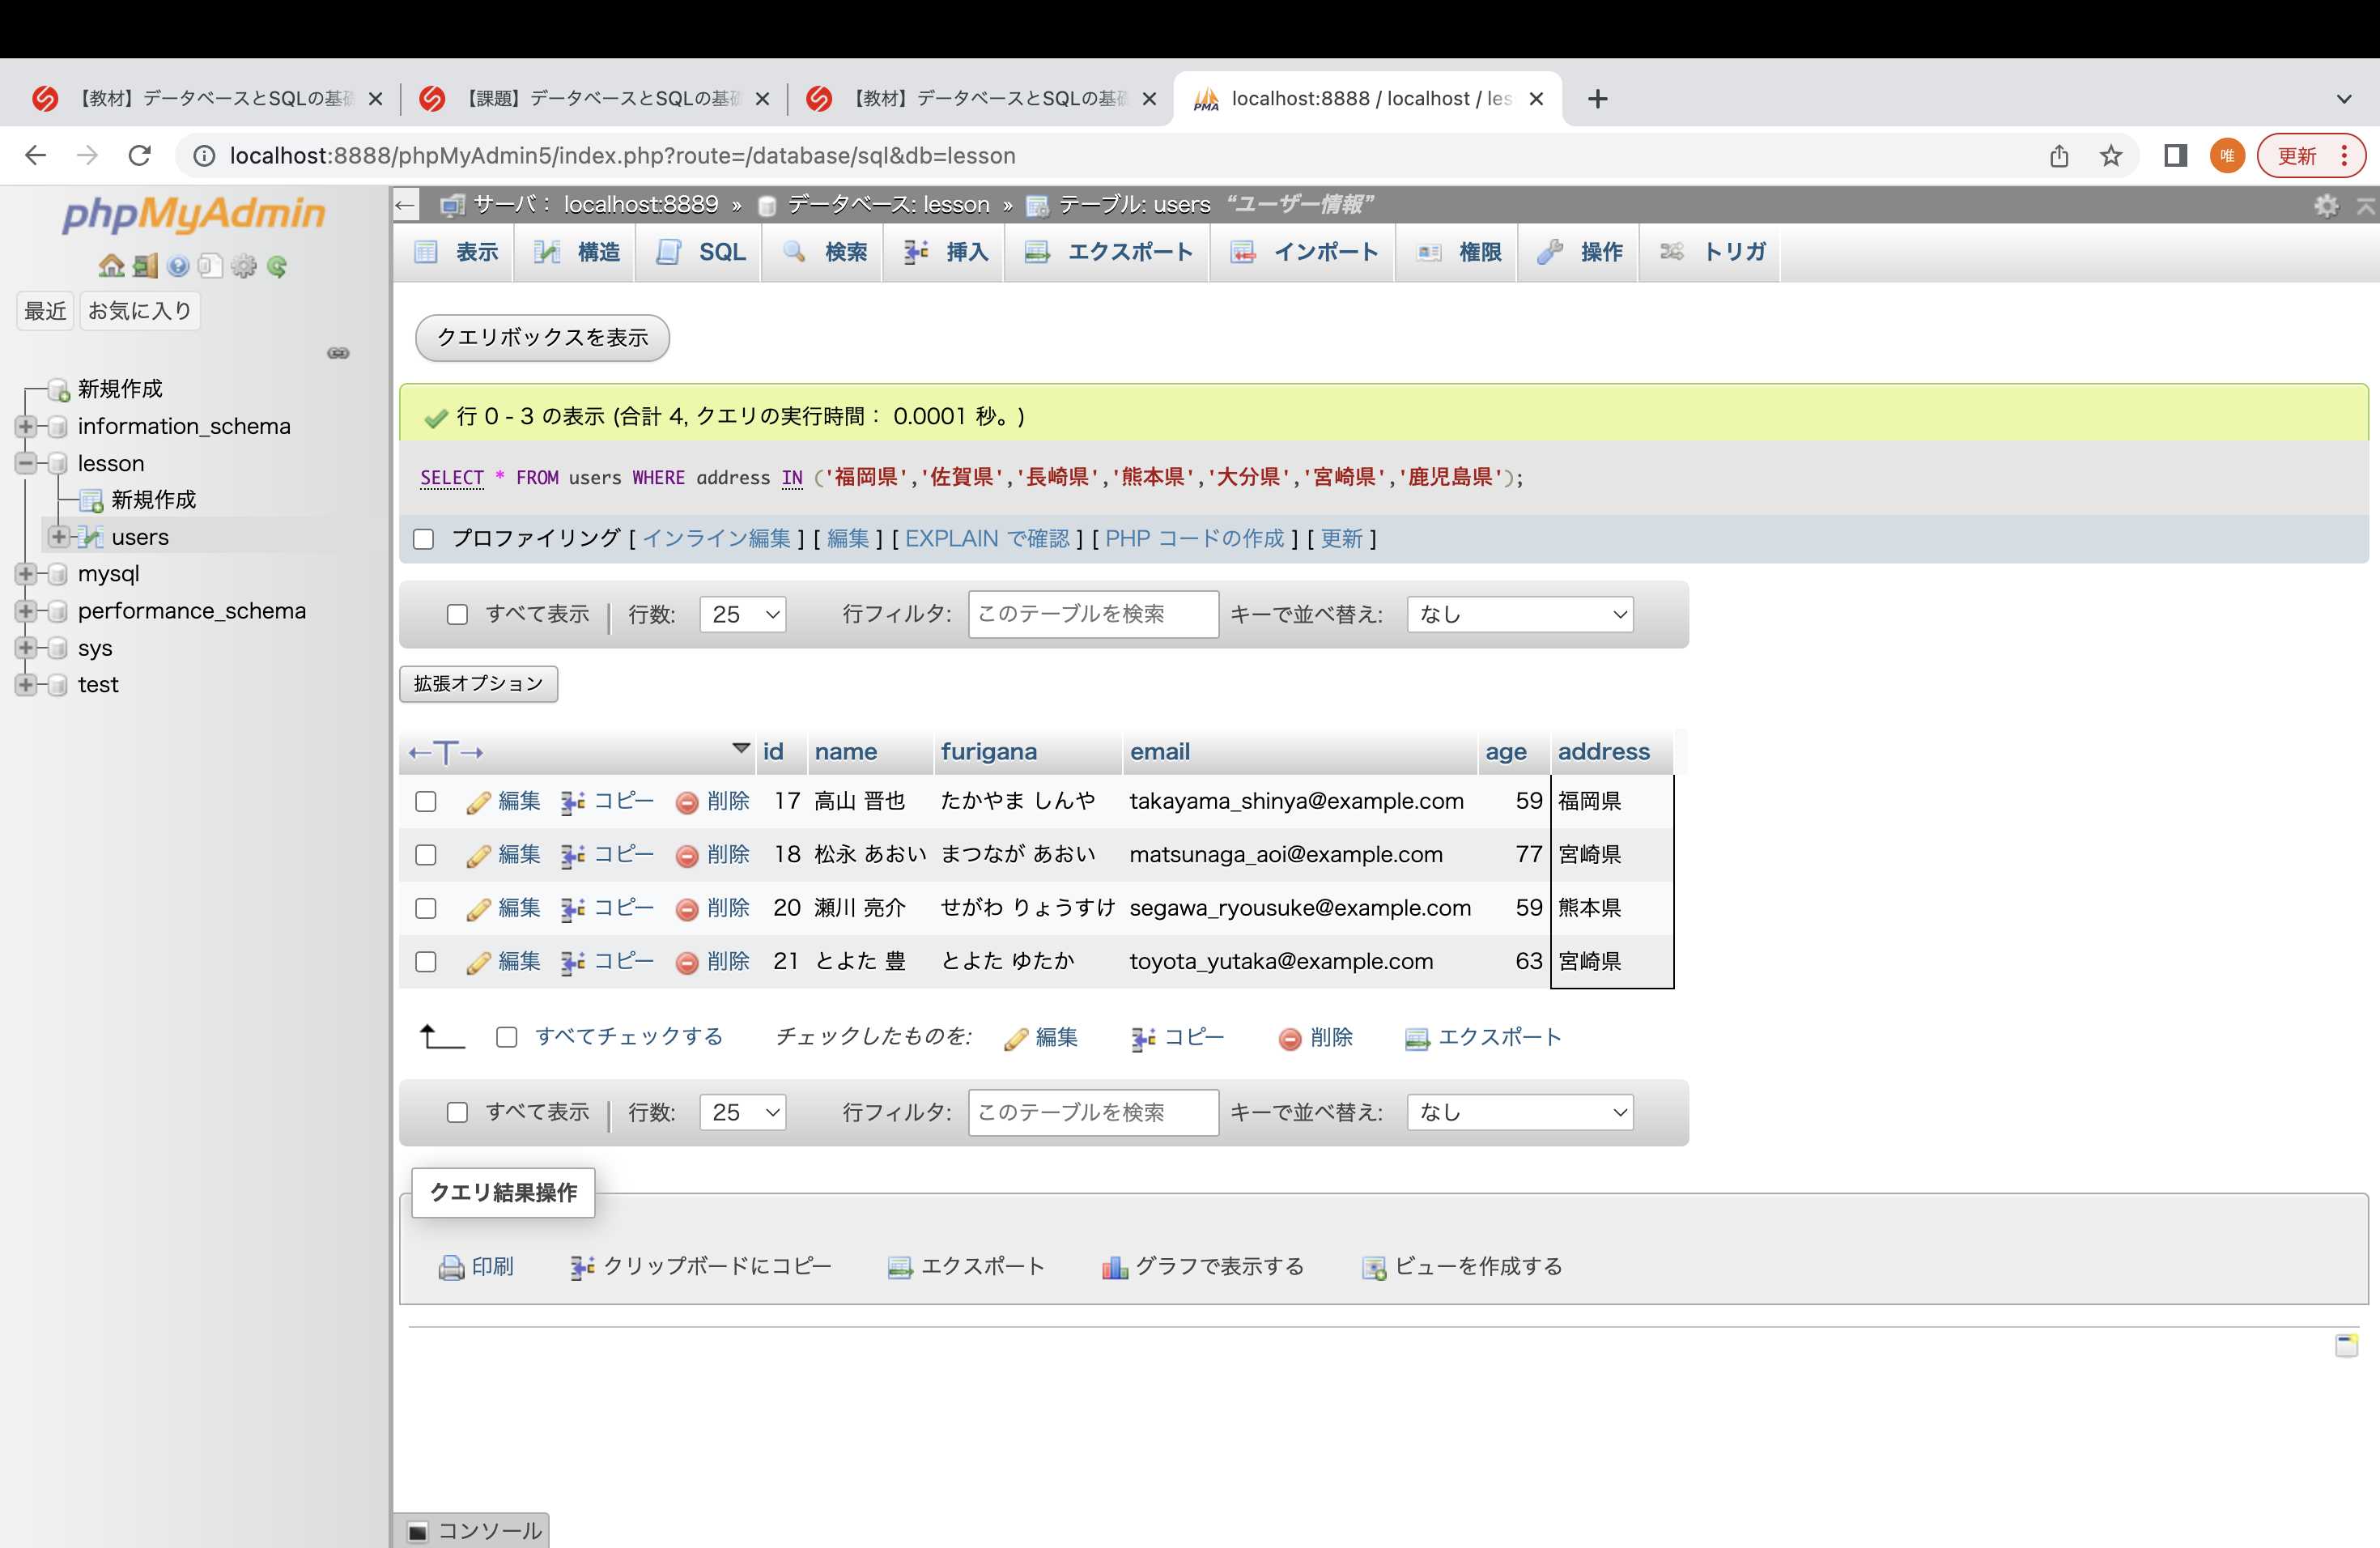 【教材】データベースとSQLの基礎
【課題】データベースとSQLの基礎
【教材】データベースとSQLの基礎
PMA localhost:8888 / localhost / les
localhost:8888/phpMyAdmin5/index.php?route=/database/sql&db=lesson
唯
更新
phpMyAdmin
最近 お気に入り
新規作成
information_schema
lesson
新規作成
users
mysql
performance_schema
sys
test
サーバ： localhost:8889 » データベース: lesson » テーブル: users “ユーザー情報”
表示 構造 SQL 検索 挿入 エクスポート インポート 権限 操作 トリガ
クエリボックスを表示
行 0 - 3 の表示 (合計 4, クエリの実行時間： 0.0001 秒。)
SELECT * FROM users WHERE address IN ('福岡県','佐賀県','長崎県','熊本県','大分県','宮崎県','鹿児島県');
プロファイリング [ インライン編集 ] [ 編集 ] [ EXPLAIN で確認 ] [ PHP コードの作成 ] [ 更新 ]
すべて表示 | 行数: 25 行フィルタ: このテーブルを検索 キーで並べ替え: なし
拡張オプション
←T→ id name furigana email age address
編集 コピー 削除 17 高山 晋也 たかやま しんや takayama_shinya@example.com 59 福岡県
編集 コピー 削除 18 松永 あおい まつなが あおい matsunaga_aoi@example.com 77 宮崎県
編集 コピー 削除 20 瀬川 亮介 せがわ りょうすけ segawa_ryousuke@example.com 59 熊本県
編集 コピー 削除 21 とよた 豊 とよた ゆたか toyota_yutaka@example.com 63 宮崎県
すべてチェックする チェックしたものを: 編集 コピー 削除 エクスポート
すべて表示 | 行数: 25 行フィルタ: このテーブルを検索 キーで並べ替え: なし
クエリ結果操作
印刷 クリップボードにコピー エクスポート グラフで表示する ビューを作成する
コンソール